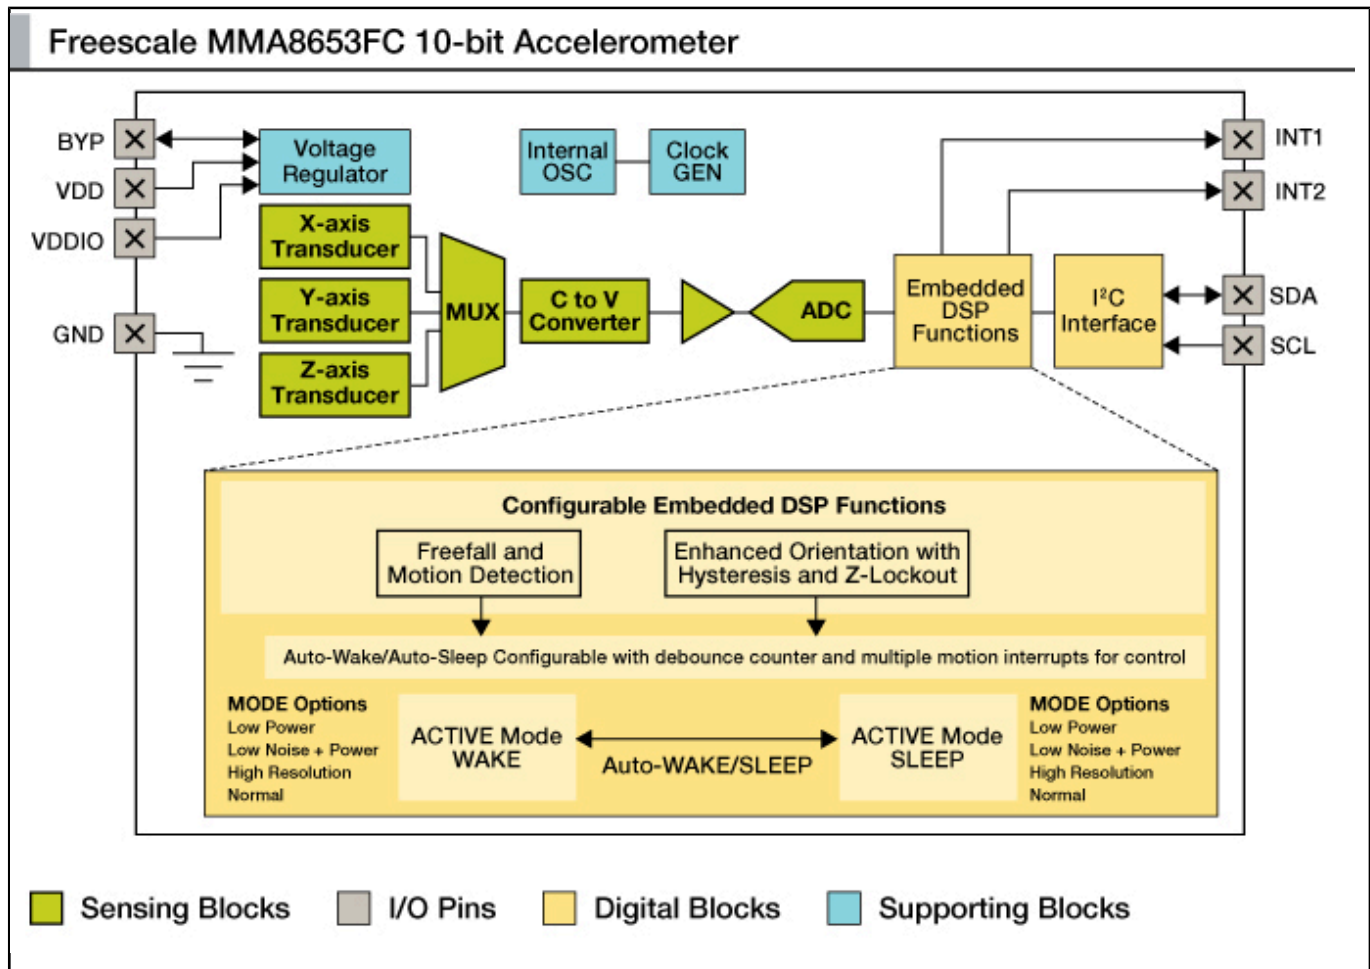 Freescale MMA8653FC 10-bit Accelerometer
BYP
VDD
VDDIO
GND
Voltage
Regulator
Internal
OSC
Clock
GEN
INT1
INT2
X-axis
Transducer
Y-axis
Transducer
Z-axis
Transducer
MUX
C to V
Converter
ADC
Embedded
DSP
Functions
I²C
Interface
SDA
SCL
Configurable Embedded DSP Functions
Freefall and
Motion Detection
Enhanced Orientation with
Hysteresis and Z-Lockout
Auto-Wake/Auto-Sleep Configurable with debounce counter and multiple motion interrupts for control
MODE Options
Low Power
Low Noise + Power
High Resolution
Normal
ACTIVE Mode
WAKE
Auto-WAKE/SLEEP
ACTIVE Mode
SLEEP
MODE Options
Low Power
Low Noise + Power
High Resolution
Normal
Sensing Blocks
I/O Pins
Digital Blocks
Supporting Blocks